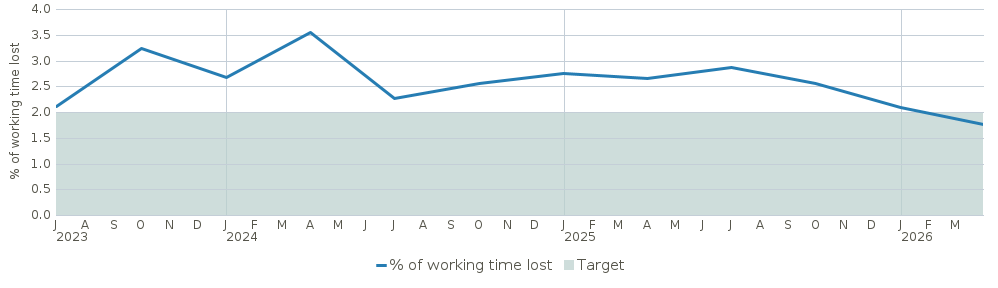 4.0
3.5
3.0
2.5
2.0
1.5
1.0
0.5
0.0
% of working time lost
J A S O N D J F M A M J J A S O N D J F M A M J J A S O N D J F M
2023 2024 2025 2026
% of working time lost Target